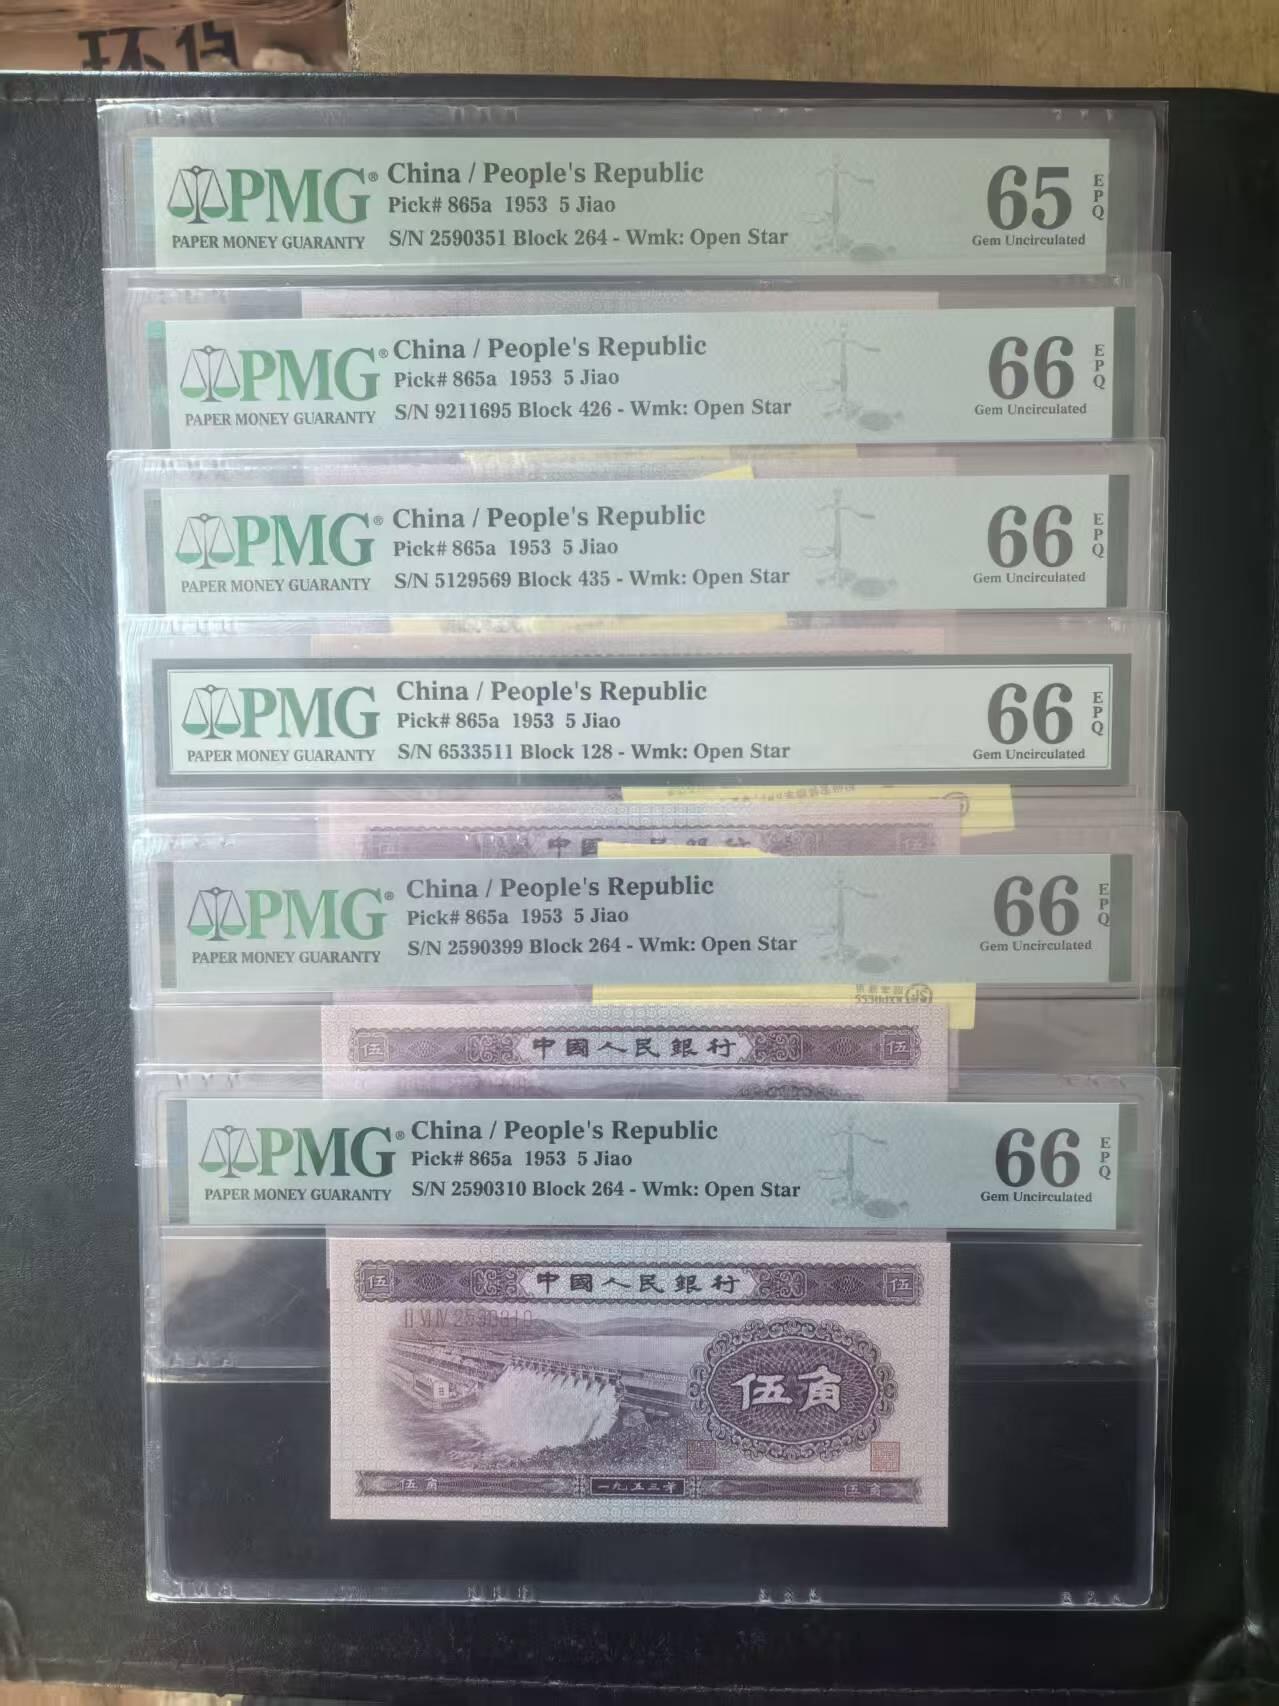 环保
PMG®
PAPER MONEY GUARANTY
China / People's Republic
Pick# 865a 1953 5 Jiao
S/N 2590351 Block 264 - Wmk: Open Star
65 EPQ
Gem Uncirculated
PMG®
PAPER MONEY GUARANTY
China / People's Republic
Pick# 865a 1953 5 Jiao
S/N 9211695 Block 426 - Wmk: Open Star
66 EPQ
Gem Uncirculated
PMG®
PAPER MONEY GUARANTY
China / People's Republic
Pick# 865a 1953 5 Jiao
S/N 5129569 Block 435 - Wmk: Open Star
66 EPQ
Gem Uncirculated
PMG
PAPER MONEY GUARANTY
China / People's Republic
Pick# 865a 1953 5 Jiao
S/N 6533511 Block 128 - Wmk: Open Star
66 EPQ
Gem Uncirculated
PMG®
PAPER MONEY GUARANTY
China / People's Republic
Pick# 865a 1953 5 Jiao
S/N 2590399 Block 264 - Wmk: Open Star
66 EPQ
Gem Uncirculated
伍 中國人民銀行 伍
PMG®
PAPER MONEY GUARANTY
China / People's Republic
Pick# 865a 1953 5 Jiao
S/N 2590310 Block 264 - Wmk: Open Star
66 EPQ
Gem Uncirculated
伍 中國人民銀行 伍
II VI IV 2590310
伍角
伍角 一九五三年 伍角